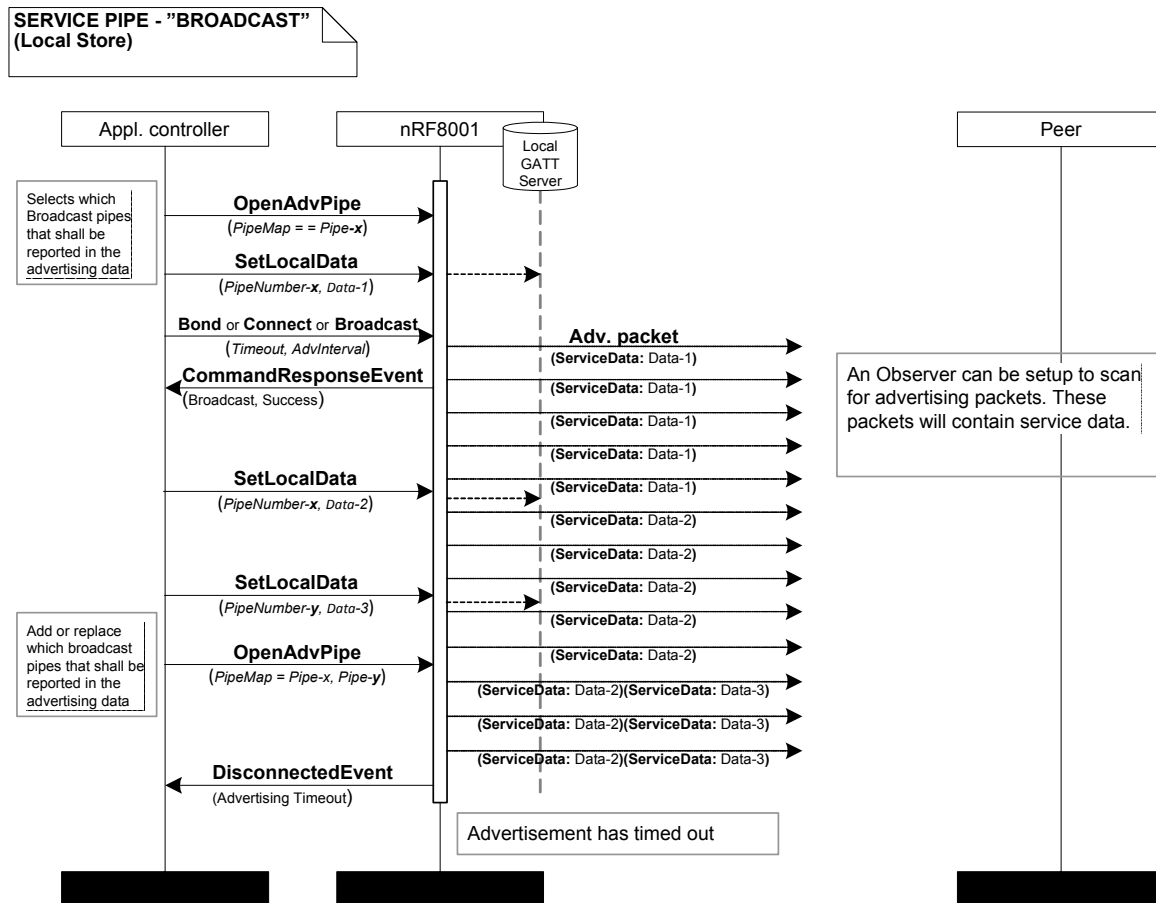 SERVICE PIPE - ”BROADCAST”
(Local Store)
Appl. controller
nRF8001
Local
GATT
Server
Peer
Selects which
Broadcast pipes
that shall be
reported in the
advertising data
OpenAdvPipe
(PipeMap = = Pipe-x)
SetLocalData
(PipeNumber-x, Data-1)
Bond or Connect or Broadcast
(Timeout, AdvInterval)
Adv. packet
(ServiceData: Data-1)
CommandResponseEvent
(Broadcast, Success)
(ServiceData: Data-1)
(ServiceData: Data-1)
(ServiceData: Data-1)
An Observer can be setup to scan
for advertising packets. These
packets will contain service data.
SetLocalData
(PipeNumber-x, Data-2)
(ServiceData: Data-1)
(ServiceData: Data-2)
(ServiceData: Data-2)
SetLocalData
(PipeNumber-y, Data-3)
(ServiceData: Data-2)
(ServiceData: Data-2)
Add or replace
which broadcast
pipes that shall be
reported in the
advertising data
OpenAdvPipe
(PipeMap = Pipe-x, Pipe-y)
(ServiceData: Data-2)
(ServiceData: Data-2)(ServiceData: Data-3)
(ServiceData: Data-2)(ServiceData: Data-3)
(ServiceData: Data-2)(ServiceData: Data-3)
DisconnectedEvent
(Advertising Timeout)
Advertisement has timed out